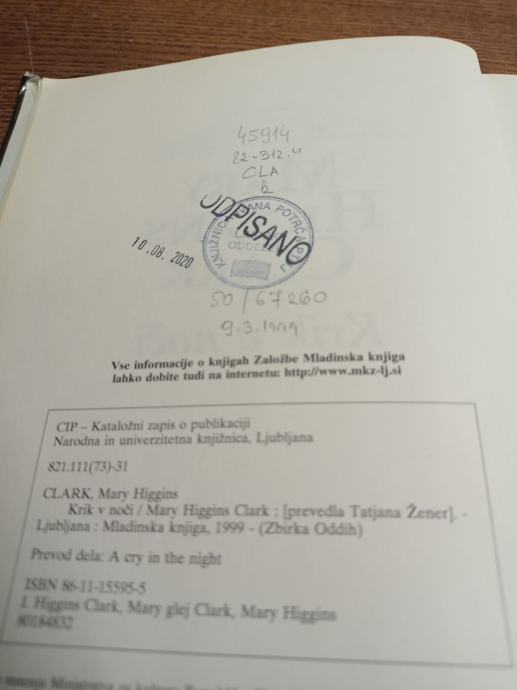 45914
82-312.4
CLA
ODPISANO
KNJIŽNICA IVANA POTRČA PTUJ
10.08.2020
50/67260
9.3.1999
Vse informacije o knjigah Založbe Mladinska knjiga
lahko dobite tudi na internetu: http://www.mkz-lj.si
CIP – Kataložni zapis o publikaciji
Narodna in univerzitetna knjižnica, Ljubljana
821.111(73)-31
CLARK, Mary Higgins
Krik v noči / Mary Higgins Clark ; [prevedla Tatjana Žener]. -
Ljubljana : Mladinska knjiga, 1999 - (Zbirka Oddih)
Prevod dela: A cry in the night
ISBN 86-11-15595-5
I. Higgins Clark, Mary glej Clark, Mary Higgins
80184832